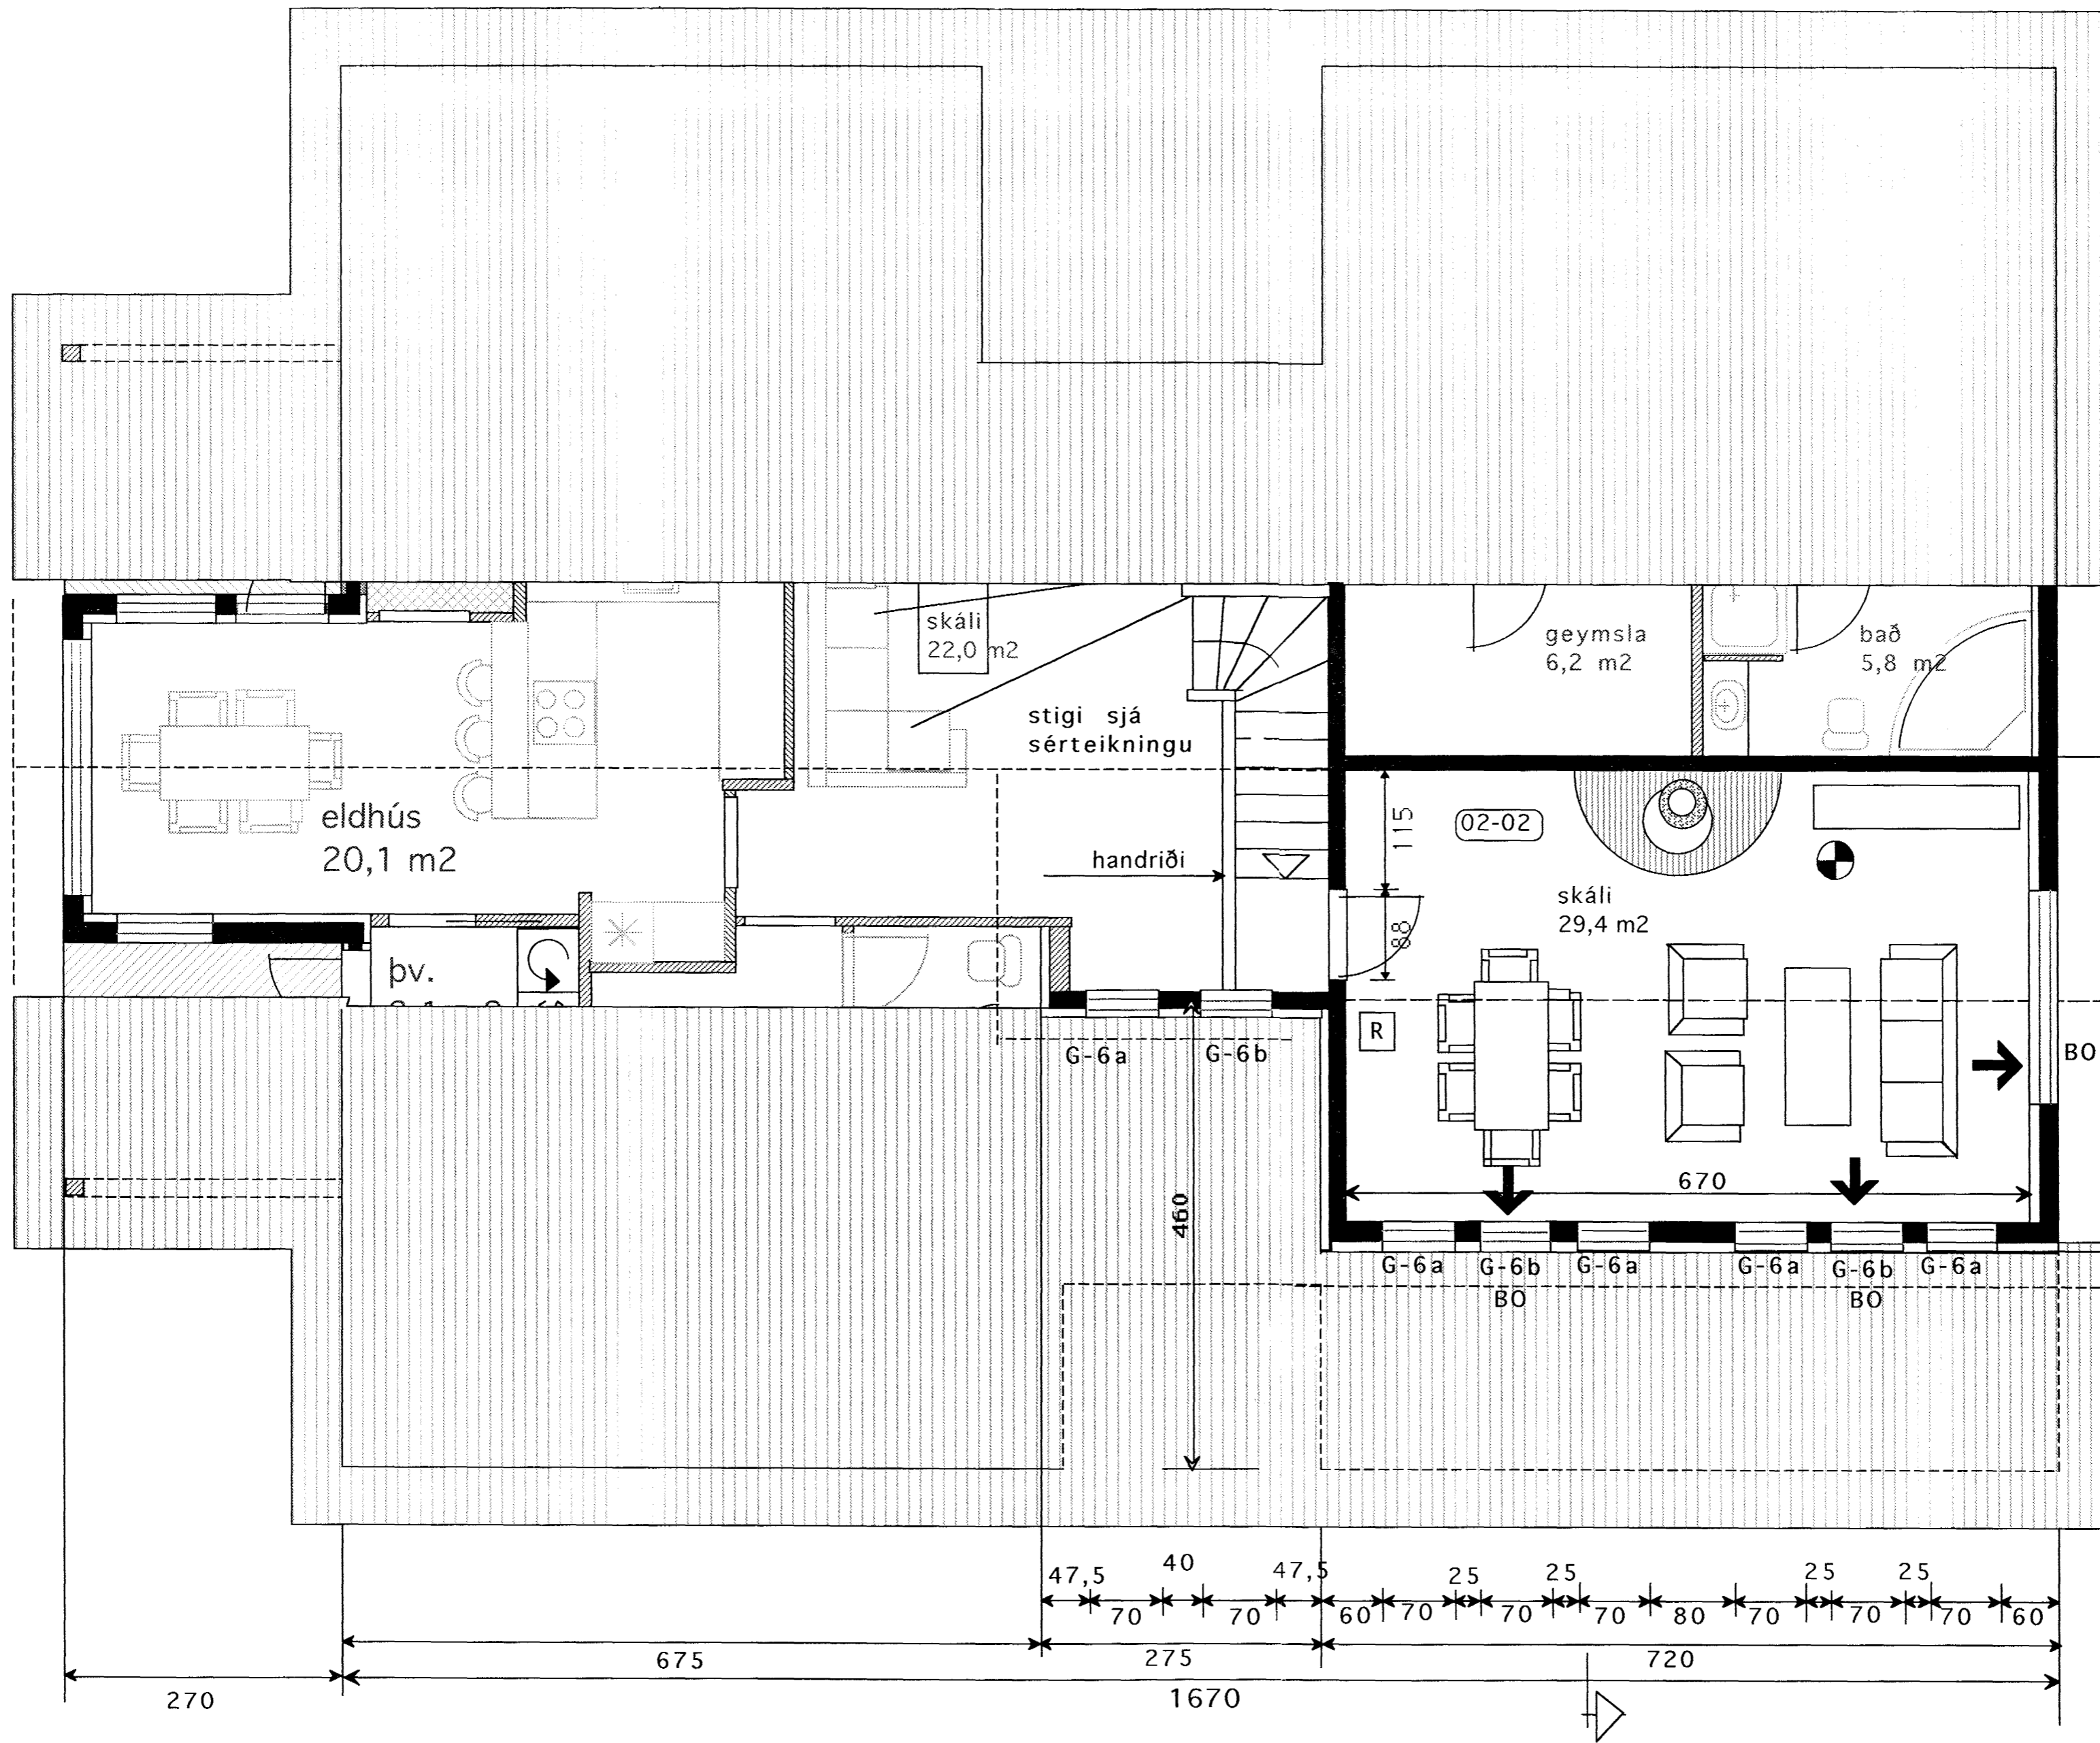 skáli
22,0 m2
geymsla
6,2 m2
bað
5,8 m2
stigi sjá
sérteikningu
eldhús
20,1 m2
handriði
115
02-02
88
skáli
29,4 m2
þv.
R
G-6a
G-6b
BO
670
460
G-6a
G-6b
BO
G-6a
G-6a
G-6b
BO
G-6a
47,5
40
47,5
25
25
25
25
70
70
60
70
70
70
80
70
70
70
60
675
275
720
270
1670